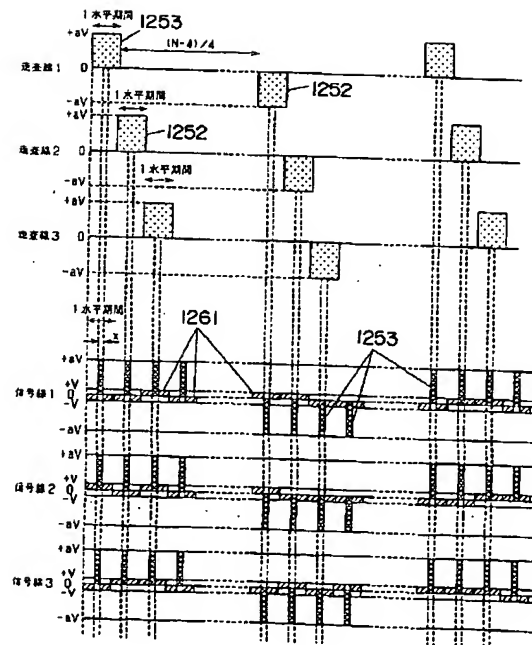 1水平期間
1253
+aV
(N-4)/4
走査線1
0
1水平期間
-aV
1252
+aV
1252
走査線2
0
1水平期間
-aV
+aV
走査線3
0
-aV
1水平期間
1261
1253
x
+aV
+V
信号線1
0
-V
-aV
+aV
+V
信号線2
0
-V
-aV
+aV
+V
信号線3
0
-V
-aV